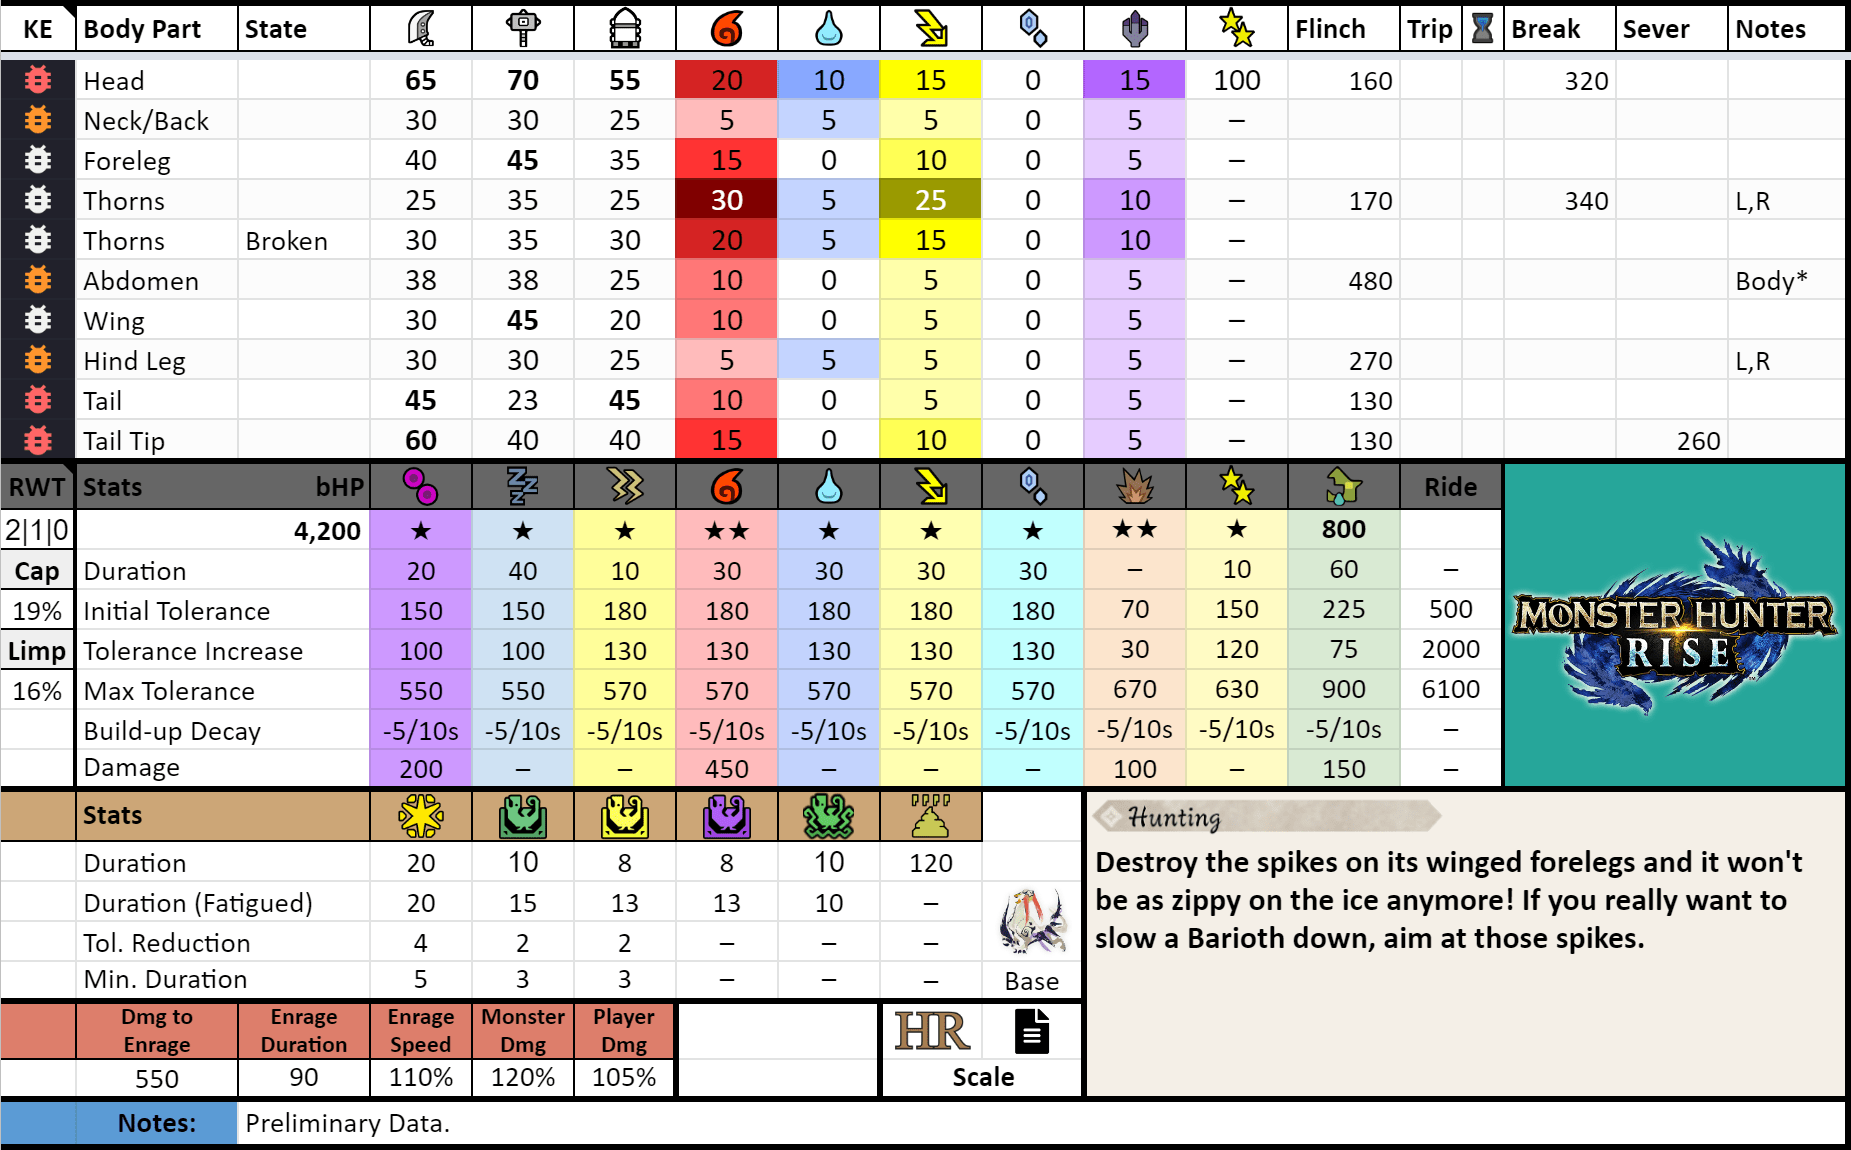 KE Body Part State Flinch Trip Break Sever Notes
Head 65 70 55 20 10 15 0 15 100 160 320
Neck/Back 30 30 25 5 5 5 0 5 –
Foreleg 40 45 35 15 0 10 0 5 –
Thorns 25 35 25 30 5 25 0 10 – 170 340 L,R
Thorns Broken 30 35 30 20 5 15 0 10 –
Abdomen 38 38 25 10 0 5 0 5 – 480 Body*
Wing 30 45 20 10 0 5 0 5 –
Hind Leg 30 30 25 5 5 5 0 5 – 270 L,R
Tail 45 23 45 10 0 5 0 5 – 130
Tail Tip 60 40 40 15 0 10 0 5 – 130 260
RWT Stats bHP Ride
2|1|0 4,200 ★ ★ ★ ★★ ★ ★ ★ ★★ ★ 800
Cap Duration 20 40 10 30 30 30 30 – 10 60 –
19% Initial Tolerance 150 150 180 180 180 180 180 70 150 225 500
Limp Tolerance Increase 100 100 130 130 130 130 130 30 120 75 2000
16% Max Tolerance 550 550 570 570 570 570 570 670 630 900 6100
Build-up Decay -5/10s -5/10s -5/10s -5/10s -5/10s -5/10s -5/10s -5/10s -5/10s -5/10s –
Damage 200 – – 450 – – – 100 – 150 –
MONSTER HUNTER
RISE
Stats
Duration 20 10 8 8 10 120
Duration (Fatigued) 20 15 13 13 10 –
Tol. Reduction 4 2 2 – – –
Min. Duration 5 3 3 – – – Base
Hunting
Destroy the spikes on its winged forelegs and it won't
be as zippy on the ice anymore! If you really want to
slow a Barioth down, aim at those spikes.
Dmg to Enrage Enrage Duration Enrage Speed Monster Dmg Player Dmg HR
550 90 110% 120% 105% Scale
Notes: Preliminary Data.